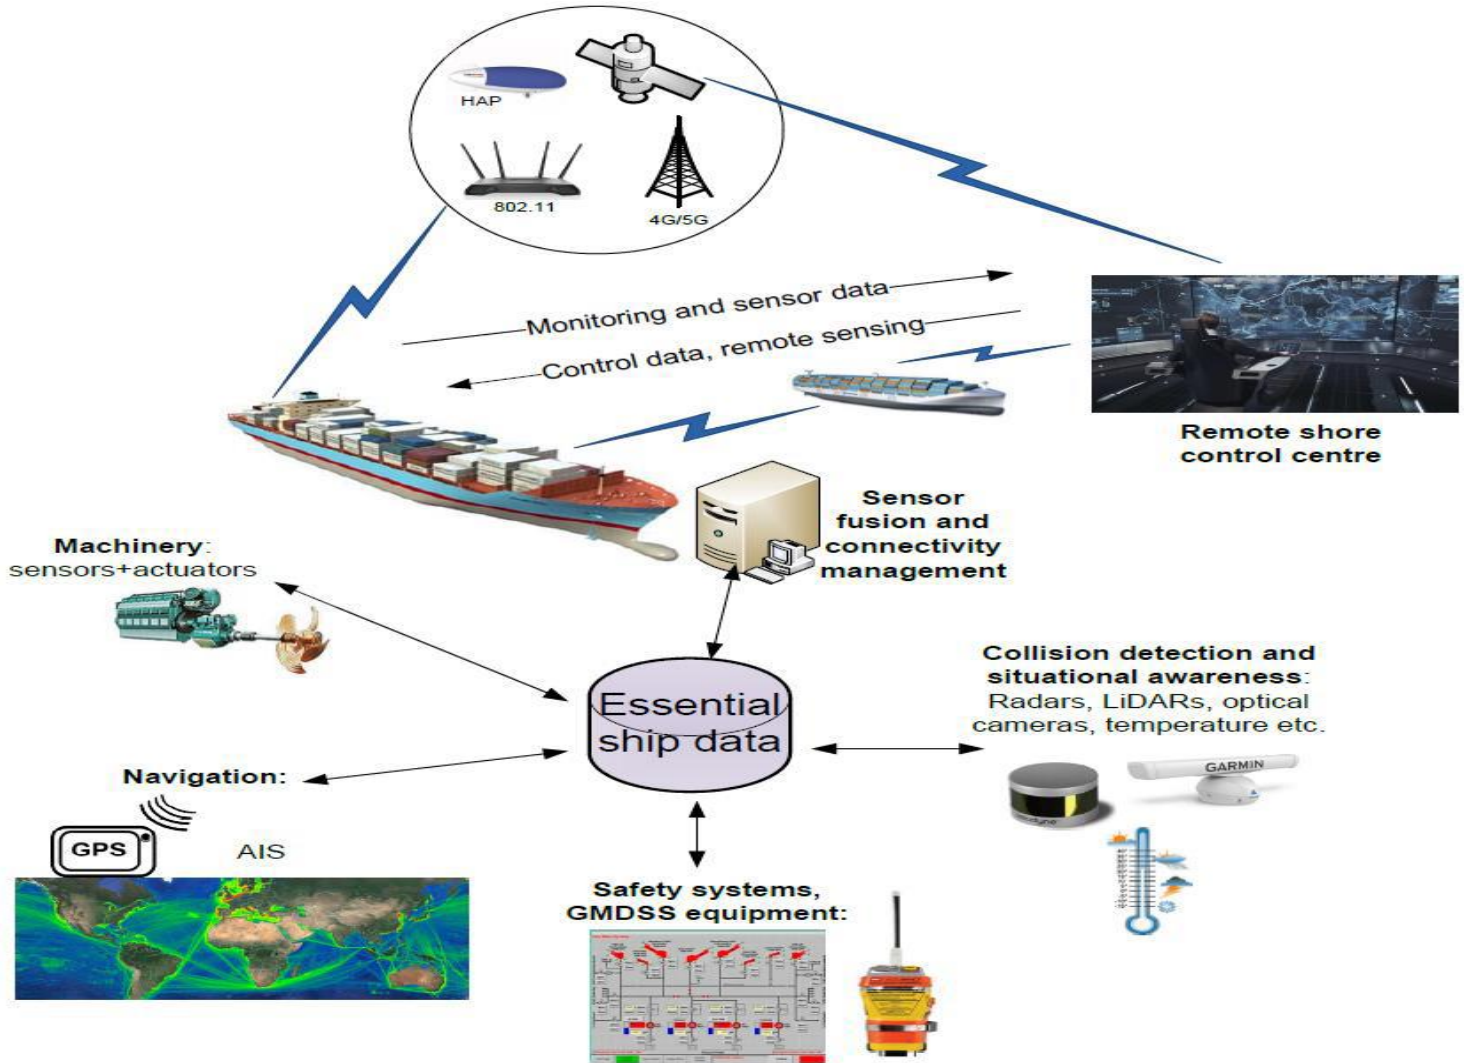 HAP
802.11
4G/5G
Monitoring and sensor data
Control data, remote sensing
Remote shore
control centre
Sensor
fusion and
connectivity
management
Machinery:
sensors+actuators
Essential
ship data
Collision detection and
situational awareness:
Radars, LiDARs, optical
cameras, temperature etc.
GARMIN
Navigation:
GPS
AIS
Safety systems,
GMDSS equipment: